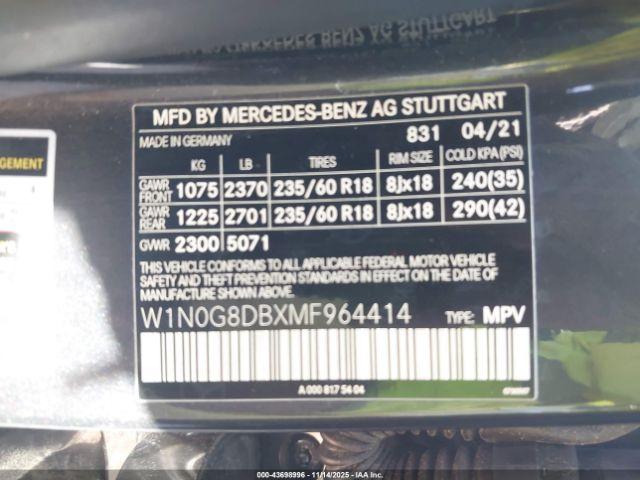 MFD BY MERCEDES-BENZ AG STUTTGART
MADE IN GERMANY 831 04/21
KG LB TIRES RIM SIZE COLD KPA(PSI)
GAWR FRONT 1075 2370 235/60 R18 8Jx18 240(35)
GAWR REAR 1225 2701 235/60 R18 8Jx18 290(42)
GVWR 2300 5071
THIS VEHICLE CONFORMS TO ALL APPLICABLE FEDERAL MOTOR VEHICLE
SAFETY AND THEFT PREVENTION STANDARDS IN EFFECT ON THE DATE OF
MANUFACTURE SHOWN ABOVE.
W1N0G8DBXMF964414 TYPE: MPV
A 000 817 54 04
000-43698996 - 11/14/2025 - IAA Inc.